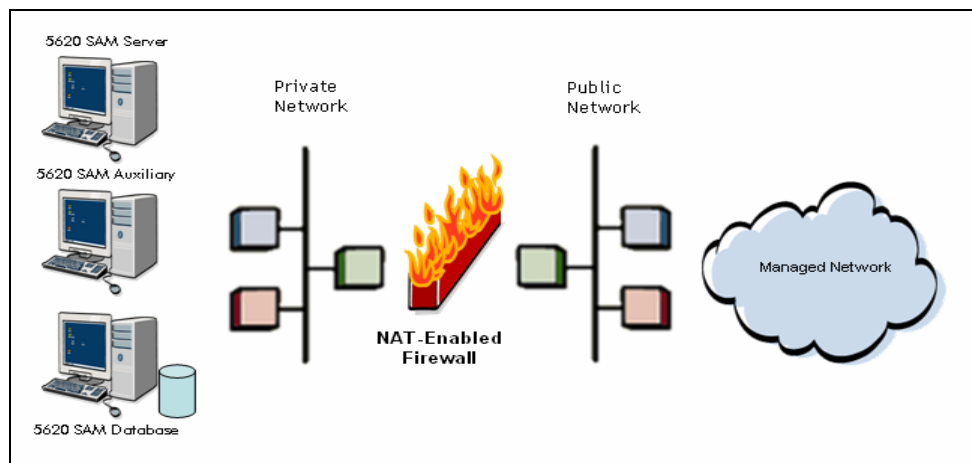 5620 SAM Server
Private
Network
Public
Network
5620 SAM Auxiliary
Managed Network
NAT-Enabled
Firewall
5620 SAM Database